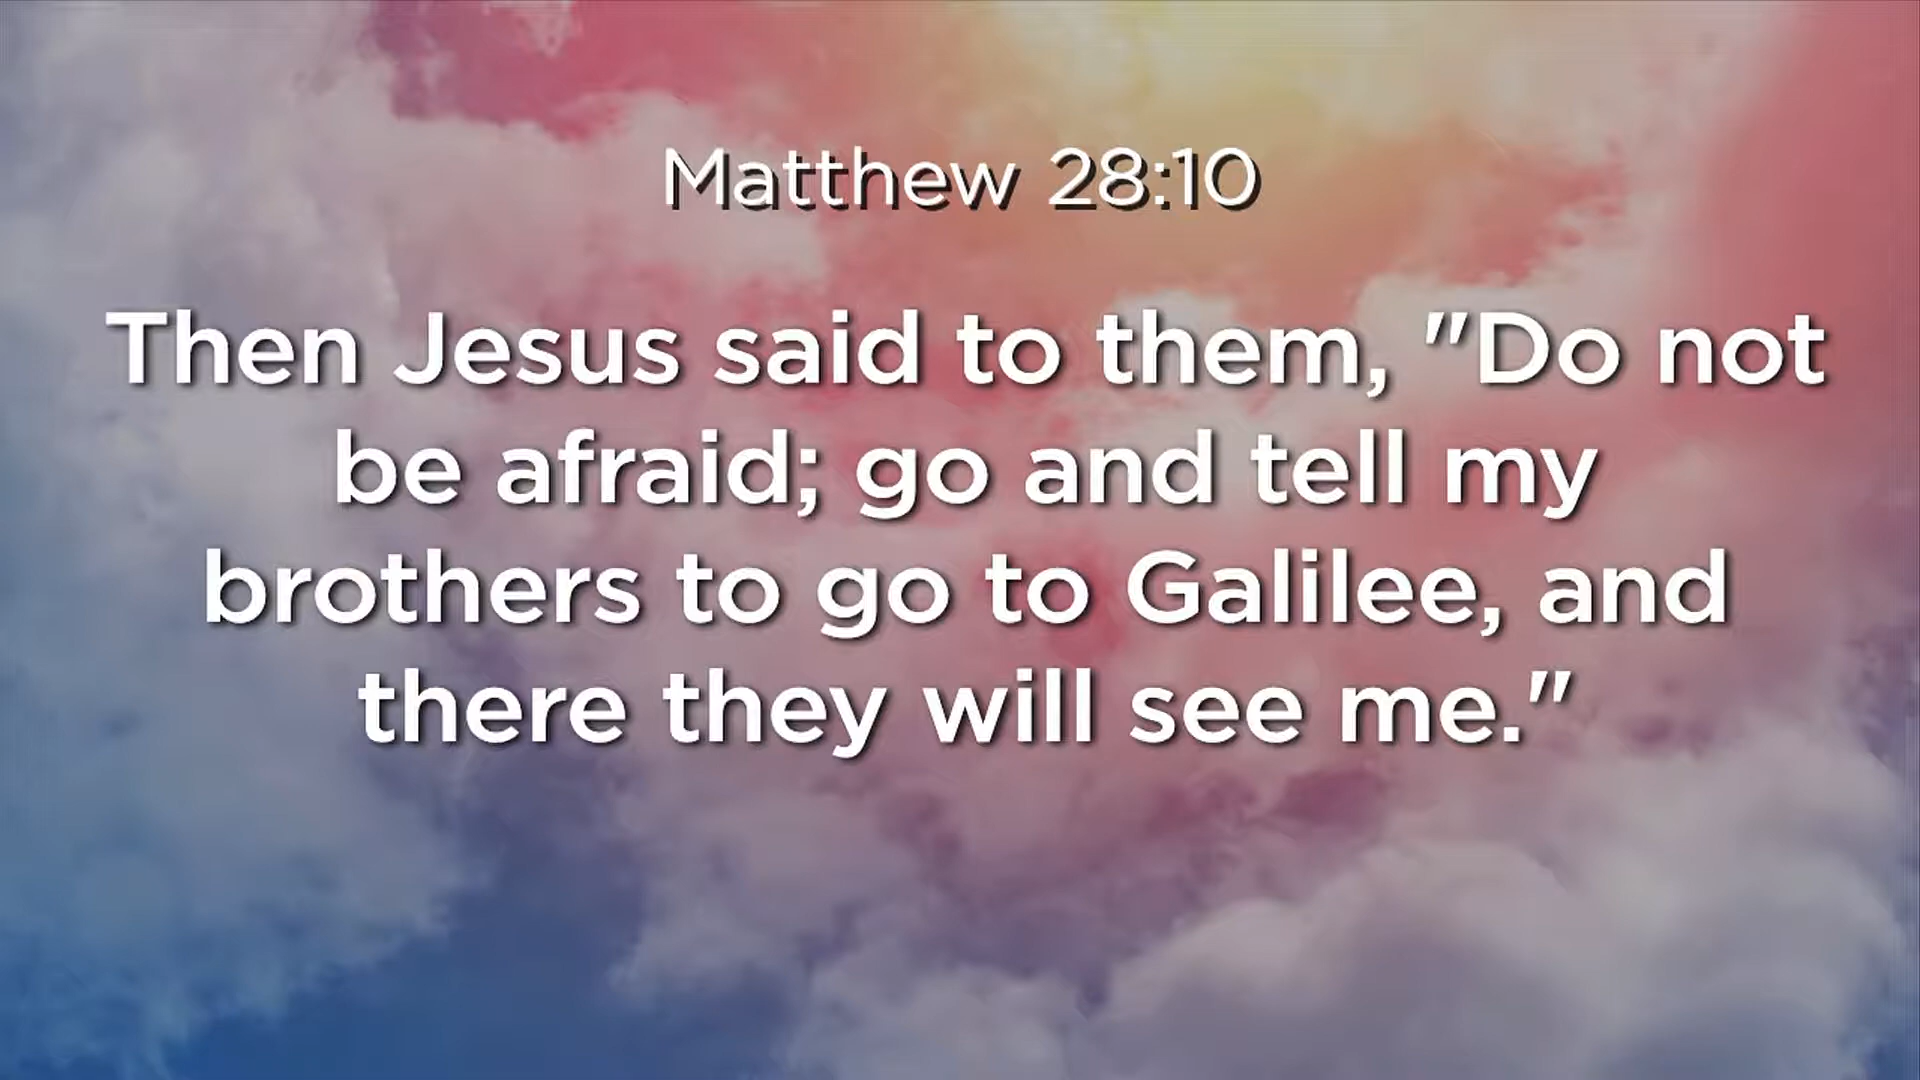 Matthew 28:10
Then Jesus said to them, "Do not
be afraid; go and tell my
brothers to go to Galilee, and
there they will see me."